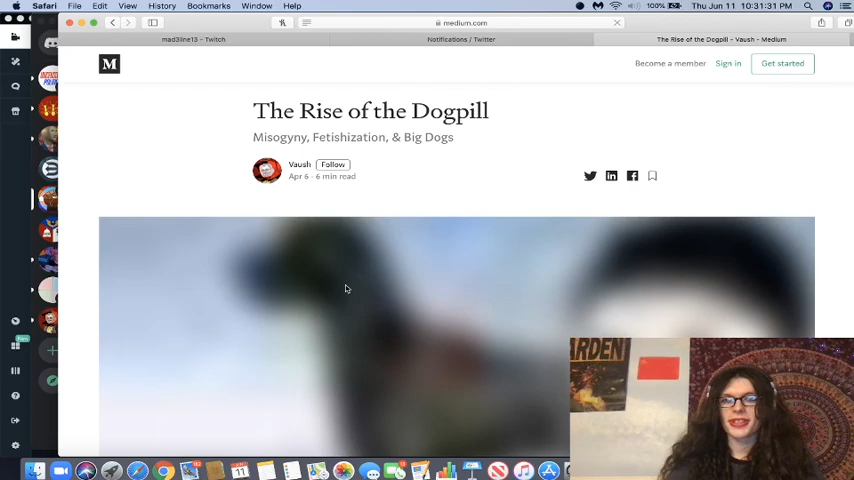 Safari File Edit View History Bookmarks Window Help
100% Thu Jun 11 10:31:31 PM
medium.com
mad3line13 - Twitch
Notifications / Twitter
The Rise of the Dogpill - Vaush - Medium
M
Become a member Sign in Get started
The Rise of the Dogpill
Misogyny, Fetishization, & Big Dogs
Vaush Follow
Apr 6 · 6 min read
ARDEN